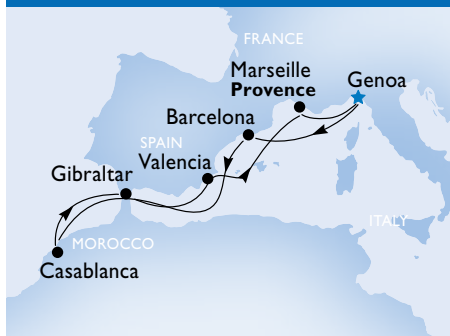 FRANCE
Marseille
Provence
Genoa
Barcelona
SPAIN
Valencia
Gibraltar
ITALY
MOROCCO
Casablanca